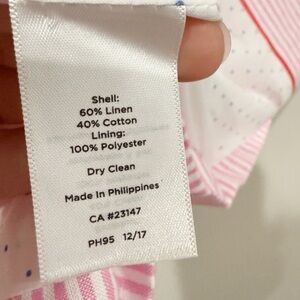 Shell:
60% Linen
40% Cotton
Lining:
100% Polyester
Dry Clean
Made In Philippines
CA #23147
PH95 12/17